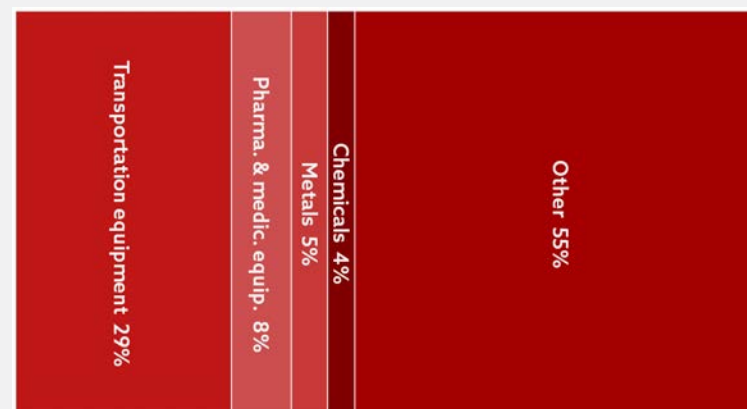 Transportation equipment 29%
Pharma. & medic. equip. 8%
Metals 5%
Chemicals 4%
Other 55%